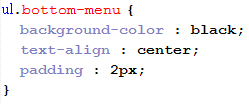 ul.bottom-menu {
background-color : black;
text-align : center;
padding : 2px;
}